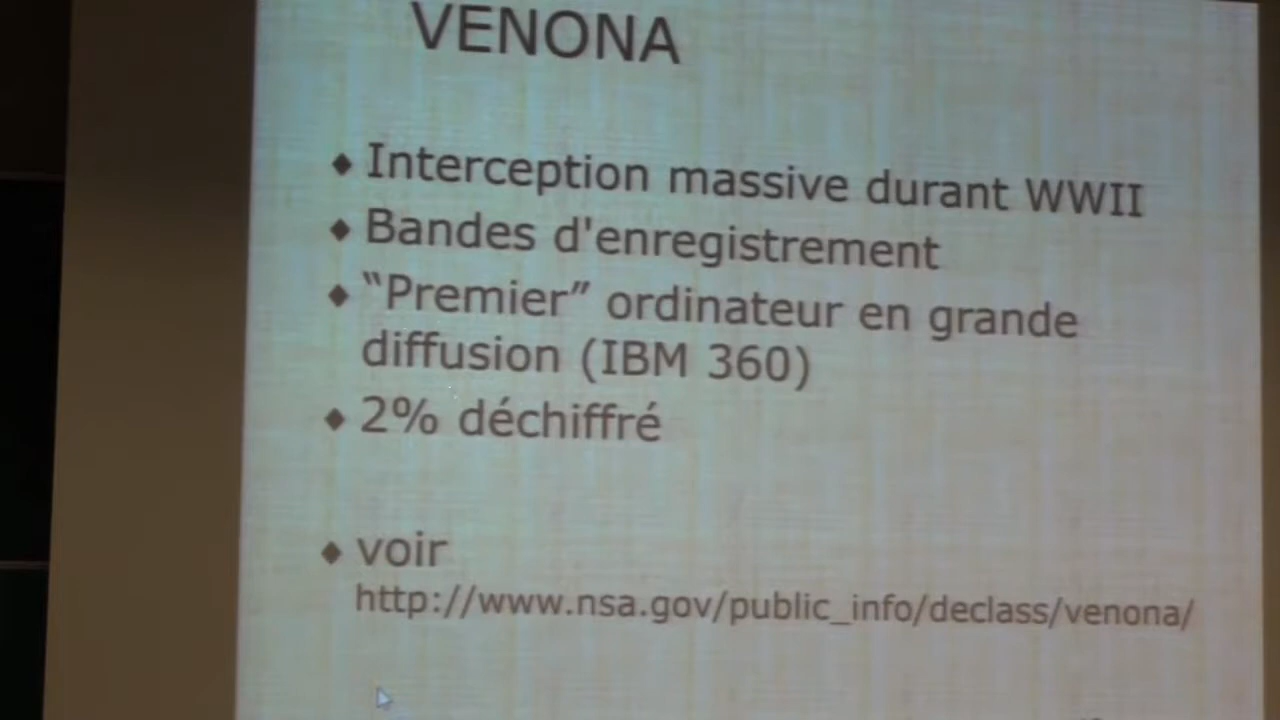 VENONA
♦ Interception massive durant WWII
♦ Bandes d'enregistrement
♦ “Premier” ordinateur en grande
diffusion (IBM 360)
♦ 2% déchiffré
♦ voir
http://www.nsa.gov/public_info/declass/venona/